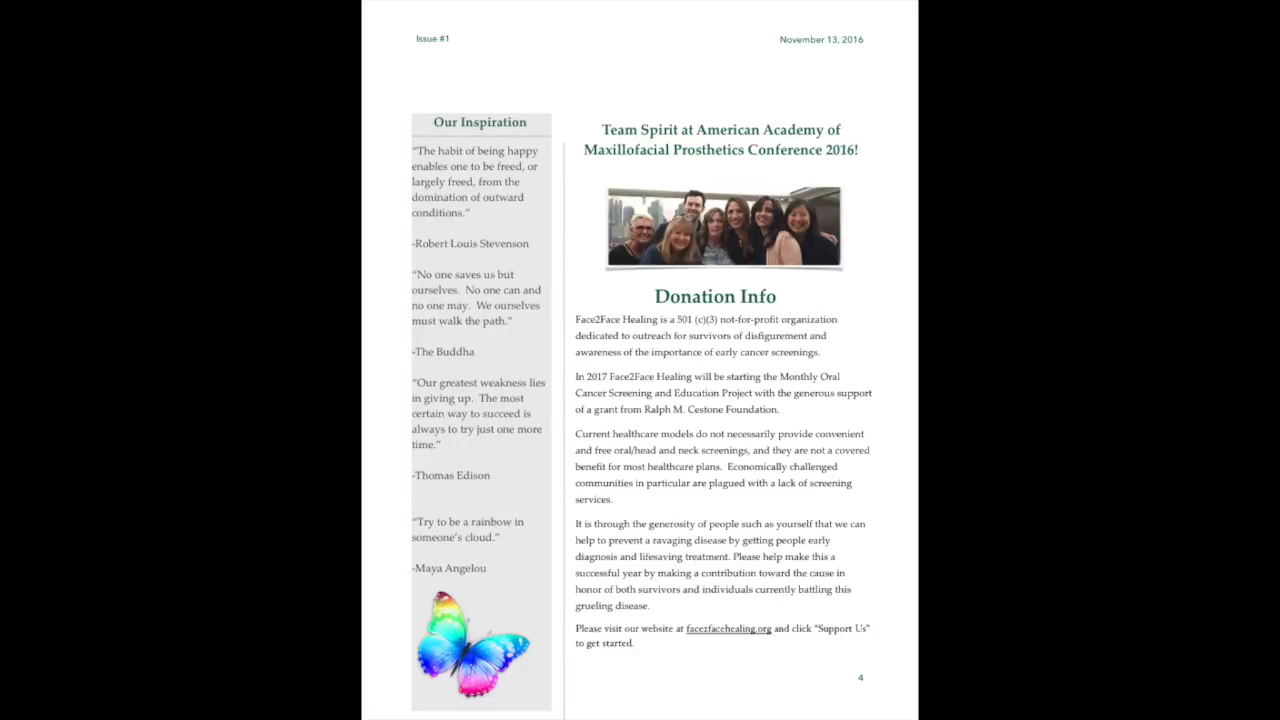 Issue #1
November 13, 2016
Our Inspiration
“The habit of being happy
enables one to be freed, or
largely freed, from the
domination of outward
conditions.”
-Robert Louis Stevenson
“No one saves us but
ourselves.  No one can and
no one may.  We ourselves
must walk the path.”
-The Buddha
“Our greatest weakness lies
in giving up.  The most
certain way to succeed is
always to try just one more
time.”
-Thomas Edison
“Try to be a rainbow in
someone’s cloud.”
-Maya Angelou
Team Spirit at American Academy of
Maxillofacial Prosthetics Conference 2016!
Donation Info
Face2Face Healing is a 501 (c)(3) not-for-profit organization
dedicated to outreach for survivors of disfigurement and
awareness of the importance of early cancer screenings.
In 2017 Face2Face Healing will be starting the Monthly Oral
Cancer Screening and Education Project with the generous support
of a grant from Ralph M. Cestone Foundation.
Current healthcare models do not necessarily provide convenient
and free oral/head and neck screenings, and they are not a covered
benefit for most healthcare plans.  Economically challenged
communities in particular are plagued with a lack of screening
services.
It is through the generosity of people such as yourself that we can
help to prevent a ravaging disease by getting people early
diagnosis and lifesaving treatment. Please help make this a
successful year by making a contribution toward the cause in
honor of both survivors and individuals currently battling this
grueling disease.
Please visit our website at face2facehealing.org and click “Support Us”
to get started.
4